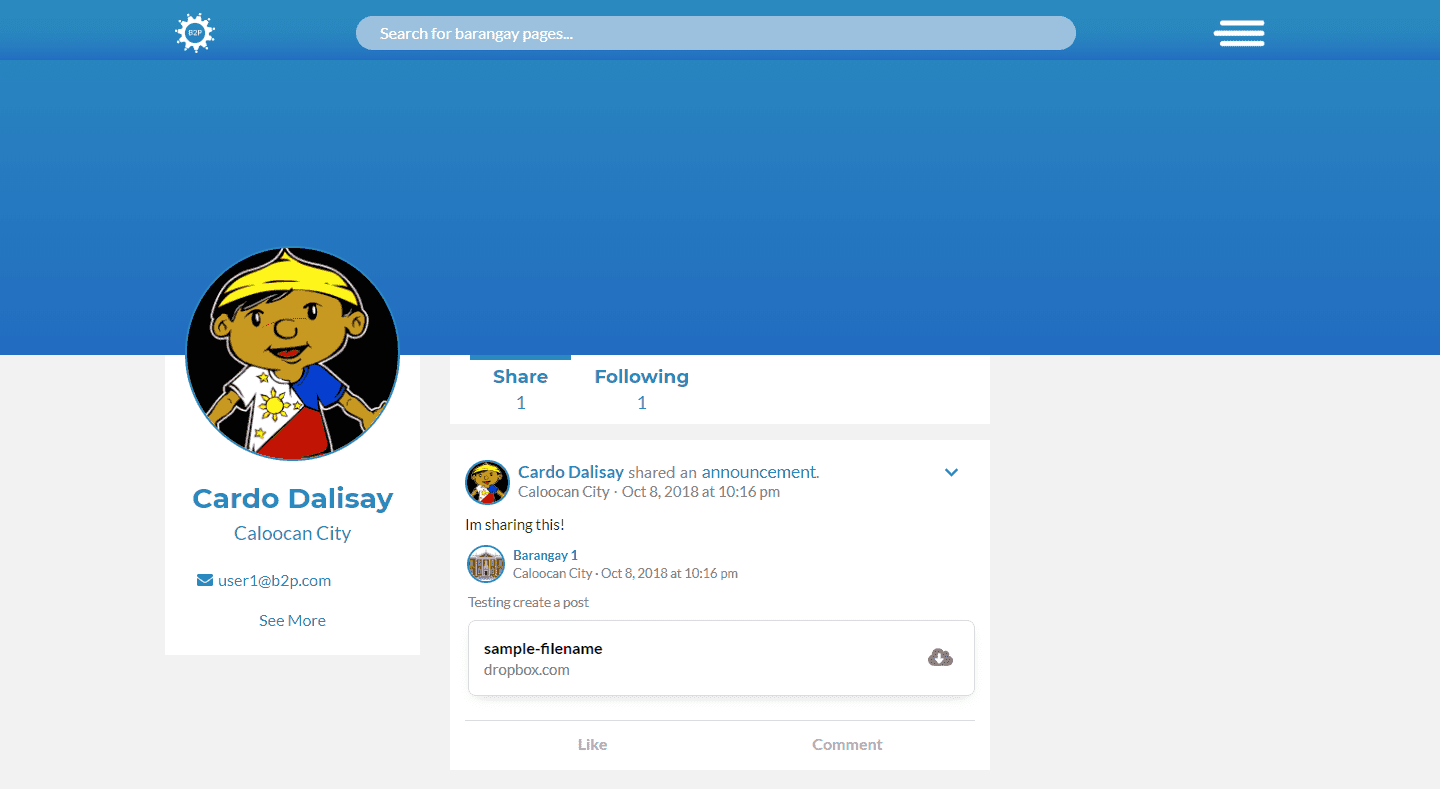 B2P
Search for barangay pages...
Cardo Dalisay
Caloocan City
user1@b2p.com
See More
Share
1
Following
1
Cardo Dalisay shared an announcement.
Caloocan City · Oct 8, 2018 at 10:16 pm
Im sharing this!
Barangay 1
Caloocan City · Oct 8, 2018 at 10:16 pm
Testing create a post
sample-filename
dropbox.com
Like
Comment